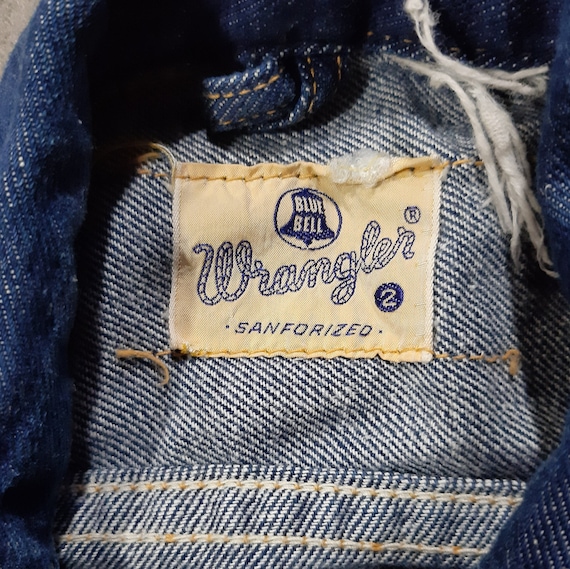 BLUE
BELL
Wrangler®
2
· SANFORIZED ·